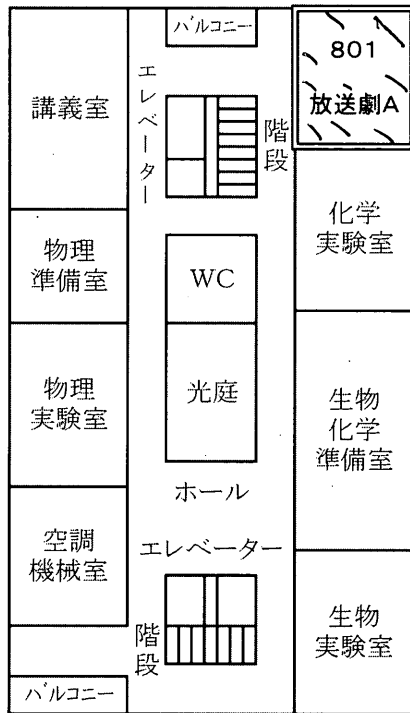 バルコニー
801
放送劇A
講義室
エレベーター
階段
化学
実験室
物理
準備室
WC
物理
実験室
光庭
生物
化学
準備室
ホール
空調
機械室
エレベーター
階段
生物
実験室
バルコニー